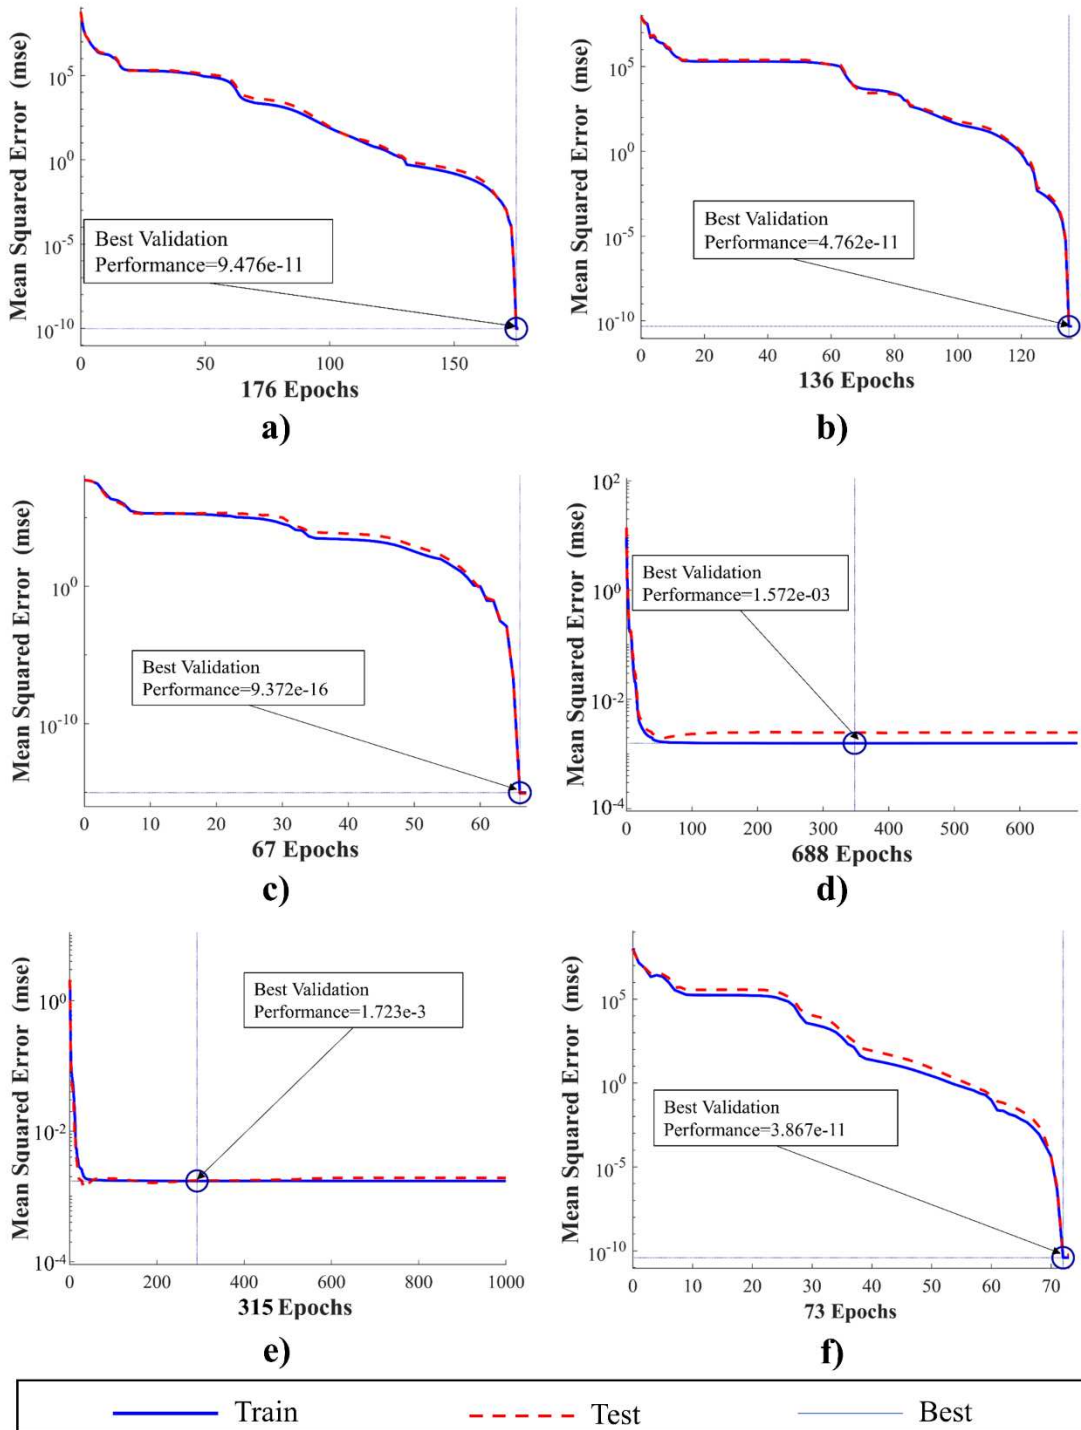 Mean Squared Error (mse)
10^5
10^0
10^-5
10^-10
Best Validation
Performance=9.476e-11
0 50 100 150
176 Epochs
a)
Mean Squared Error (mse)
10^5
10^0
10^-5
10^-10
Best Validation
Performance=4.762e-11
0 20 40 60 80 100 120
136 Epochs
b)
Mean Squared Error (mse)
10^0
10^-10
Best Validation
Performance=9.372e-16
0 10 20 30 40 50 60
67 Epochs
c)
Mean Squared Error (mse)
10^2
10^0
10^-2
10^-4
Best Validation
Performance=1.572e-03
0 100 200 300 400 500 600
688 Epochs
d)
Mean Squared Error (mse)
10^0
10^-2
10^-4
Best Validation
Performance=1.723e-3
0 200 400 600 800 1000
315 Epochs
e)
Mean Squared Error (mse)
10^5
10^0
10^-5
10^-10
Best Validation
Performance=3.867e-11
0 10 20 30 40 50 60 70
73 Epochs
f)
Train Test Best